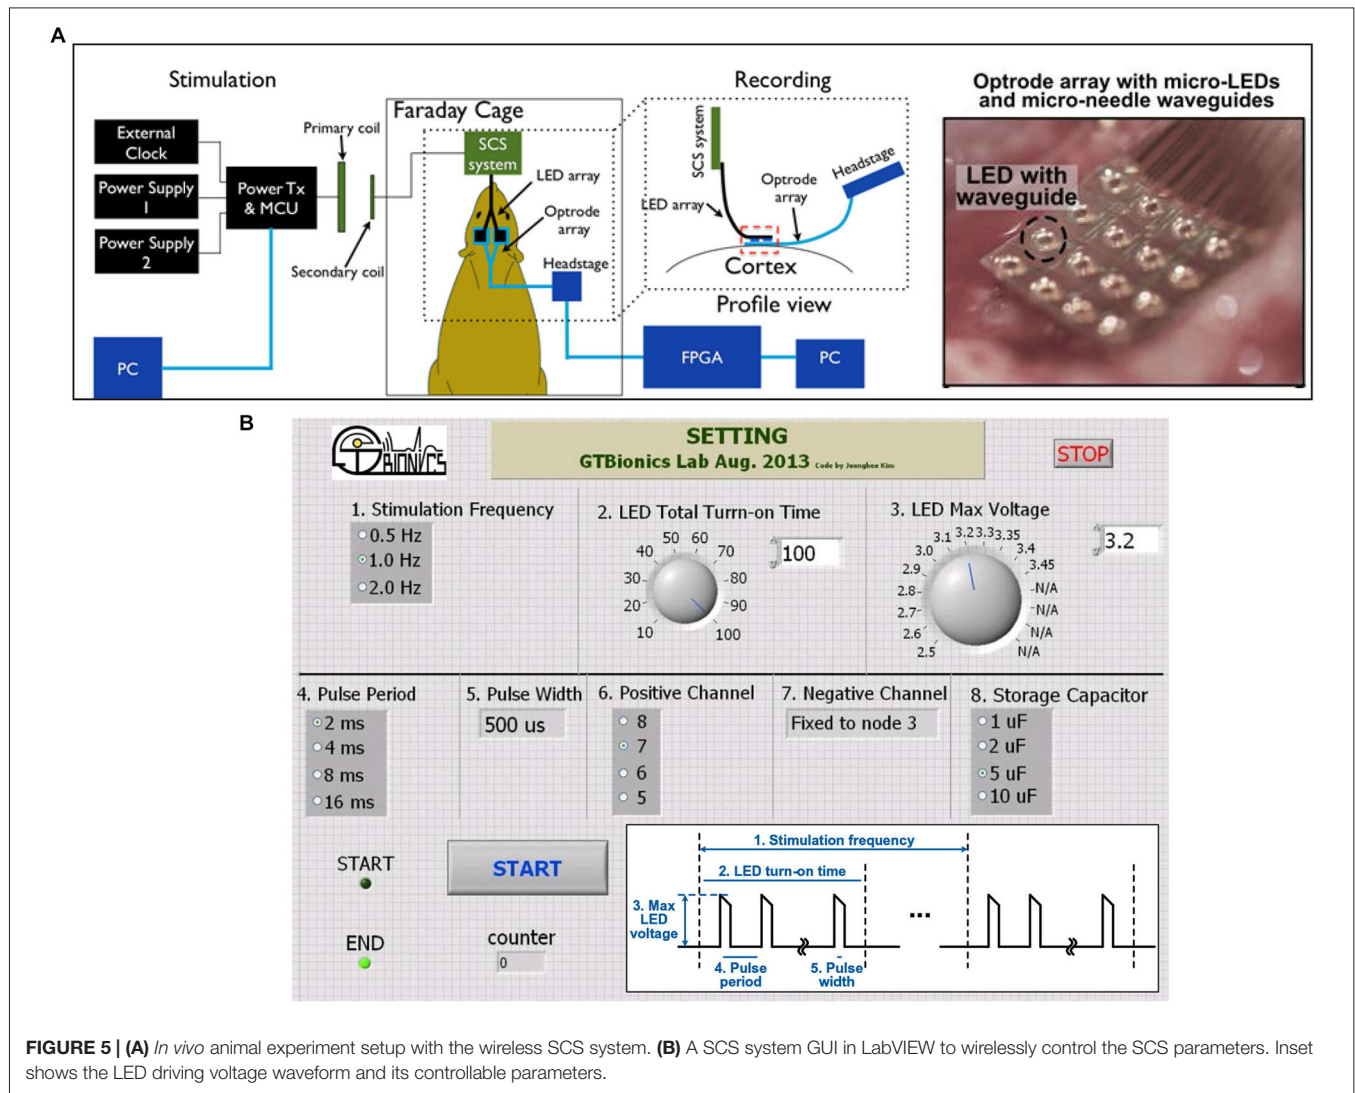 A
Stimulation
Recording
Optrode array with micro-LEDs
and micro-needle waveguides
External
Clock
Power Supply
1
Power Supply
2
Power Tx
& MCU
Primary coil
Secondary coil
PC
Faraday Cage
SCS
system
LED array
Optrode
array
Headstage
SCS system
LED array
Optrode
array
Headstage
Cortex
Profile view
FPGA
PC
LED with
waveguide
B
GTBIONICS
SETTING
GTBionics Lab Aug. 2013 Code by Jeonghee Kim
STOP
1. Stimulation Frequency
0.5 Hz
1.0 Hz
2.0 Hz
2. LED Total Turrn-on Time
10
20
30
40
50
60
70
80
90
100
100
3. LED Max Voltage
2.5
2.6
2.7
2.8
2.9
3.0
3.1
3.2
3.3
3.35
3.4
3.45
N/A
N/A
N/A
N/A
3.2
4. Pulse Period
2 ms
4 ms
8 ms
16 ms
5. Pulse Width
500 us
6. Positive Channel
8
7
6
5
7. Negative Channel
Fixed to node 3
8. Storage Capacitor
1 uF
2 uF
5 uF
10 uF
START
START
END
counter
0
1. Stimulation frequency
2. LED turn-on time
3. Max
LED
voltage
...
4. Pulse
period
5. Pulse
width
FIGURE 5 | (A) In vivo animal experiment setup with the wireless SCS system. (B) A SCS system GUI in LabVIEW to wirelessly control the SCS parameters. Inset
shows the LED driving voltage waveform and its controllable parameters.